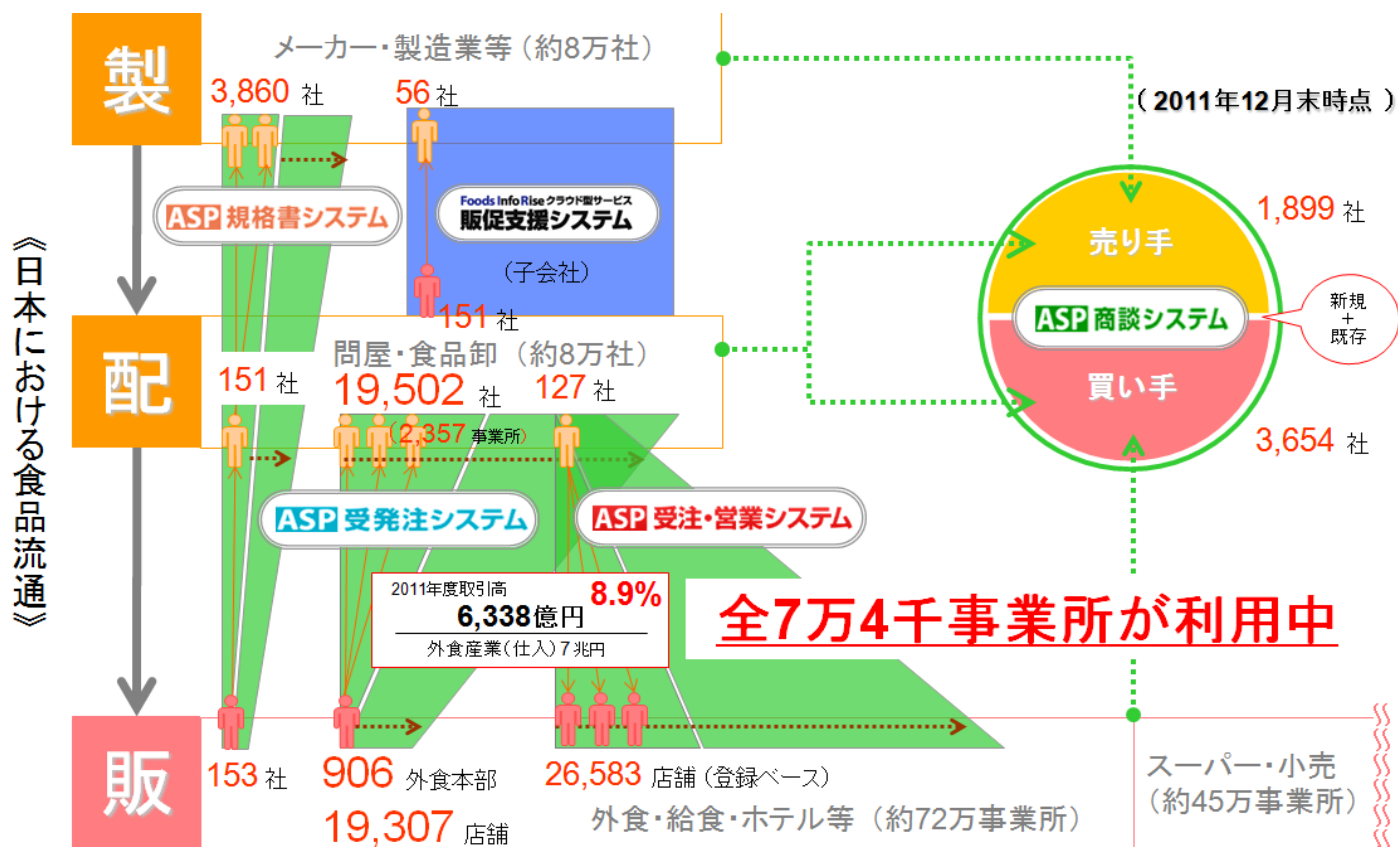 製
メーカー・製造業等（約8万社）
3,860 社
56 社
（ 2011年12月末時点 ）
ASP 規格書システム
Foods Info Rise クラウド型サービス
販促支援システム
（子会社）
151 社
売り手
1,899 社
ASP 商談システム
新規
＋
既存
買い手
3,654 社
《日本における食品流通》
配
問屋・食品卸 （約8万社）
151 社
19,502 社
（2,357 事業所）
127 社
ASP 受発注システム
ASP 受注・営業システム
2011年度取引高
8.9%
6,338億円
外食産業(仕入) 7 兆円
全7万4千事業所が利用中
販
153 社
906 外食本部
19,307 店舗
26,583 店舗 （登録ベース）
外食・給食・ホテル等 （約72万事業所）
スーパー・小売
（約45万事業所）